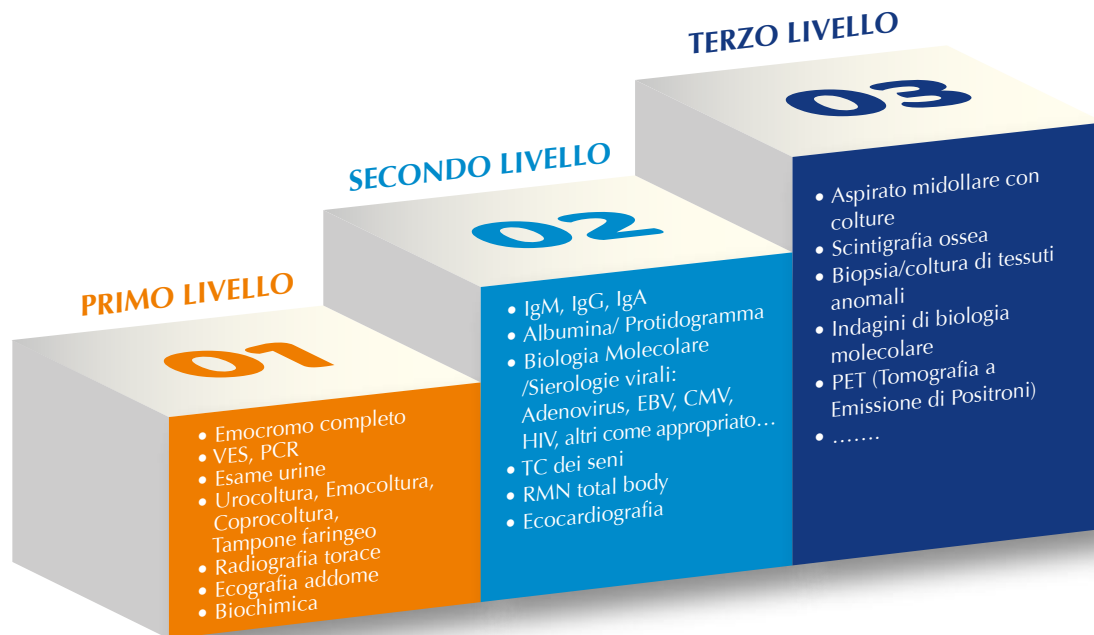 PRIMO LIVELLO
01
• Emocromo completo
• VES, PCR
• Esame urine
• Urocoltura, Emocoltura,
Coprocoltura,
Tampone faringeo
• Radiografia torace
• Ecografia addome
• Biochimica
SECONDO LIVELLO
02
• IgM, IgG, IgA
• Albumina/ Protidogramma
• Biologia Molecolare
/Sierologie virali:
Adenovirus, EBV, CMV,
HIV, altri come appropriato…
• TC dei seni
• RMN total body
• Ecocardiografia
TERZO LIVELLO
03
• Aspirato midollare con
colture
• Scintigrafia ossea
• Biopsia/coltura di tessuti
anomali
• Indagini di biologia
molecolare
• PET (Tomografia a
Emissione di Positroni)
• …….